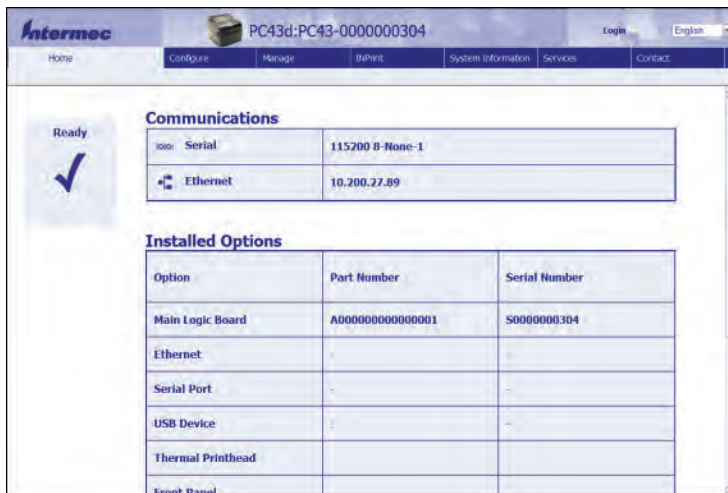 Intermec
PC43d:PC43-0000000304
Login
English
Home
Configure
Manage
INPrint
System Information
Services
Contact
Ready
Communications
Serial
115200 8-None-1
Ethernet
10.200.27.89
Installed Options
Option
Part Number
Serial Number
Main Logic Board
A000000000000001
S0000000304
Ethernet
-
-
Serial Port
-
-
USB Device
-
-
Thermal Printhead
Front Panel